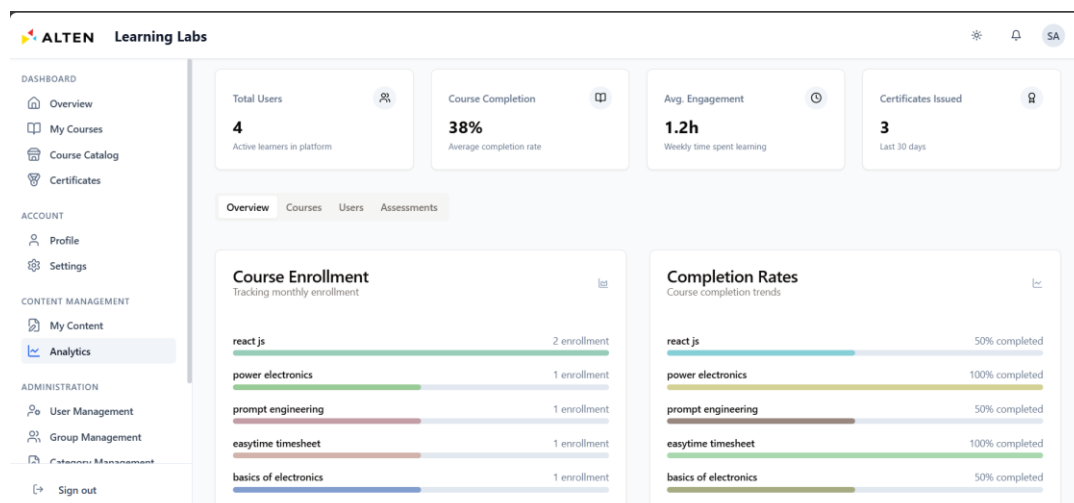 ALTEN Learning Labs
SA
DASHBOARD
Overview
My Courses
Course Catalog
Certificates
ACCOUNT
Profile
Settings
CONTENT MANAGEMENT
My Content
Analytics
ADMINISTRATION
User Management
Group Management
Category Management
Sign out
Total Users
4
Active learners in platform
Course Completion
38%
Average completion rate
Avg. Engagement
1.2h
Weekly time spent learning
Certificates Issued
3
Last 30 days
Overview Courses Users Assessments
Course Enrollment
Tracking monthly enrollment
react js 2 enrollment
power electronics 1 enrollment
prompt engineering 1 enrollment
easytime timesheet 1 enrollment
basics of electronics 1 enrollment
Completion Rates
Course completion trends
react js 50% completed
power electronics 100% completed
prompt engineering 50% completed
easytime timesheet 100% completed
basics of electronics 50% completed